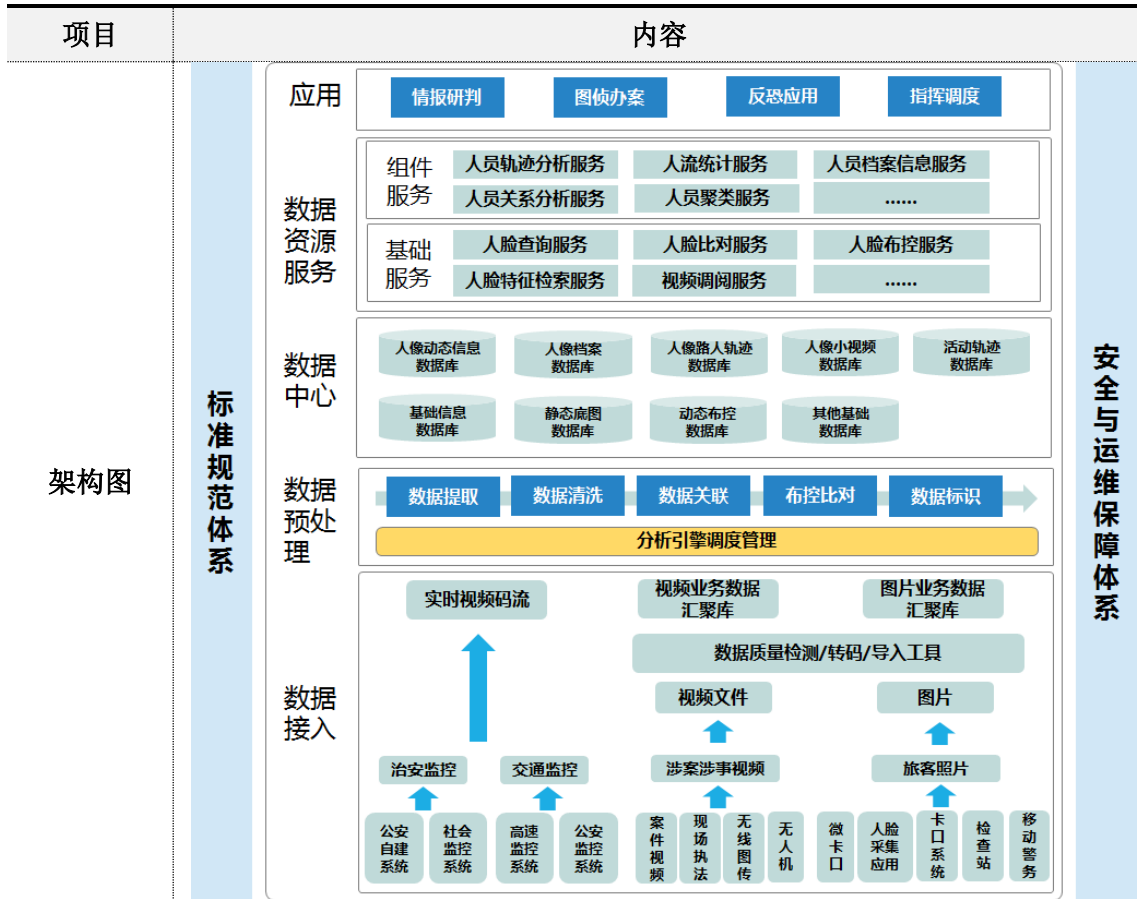 项目
内容
架构图
标准规范体系
应用
情报研判
图侦办案
反恐应用
指挥调度
数据
资源
服务
组件
服务
人员轨迹分析服务
人流统计服务
人员档案信息服务
人员关系分析服务
人员聚类服务
......
基础
服务
人脸查询服务
人脸比对服务
人脸布控服务
人脸特征检索服务
视频调阅服务
......
数据
中心
人像动态信息
数据库
人像档案
数据库
人像路人轨迹
数据库
人像小视频
数据库
活动轨迹
数据库
基础信息
数据库
静态底图
数据库
动态布控
数据库
其他基础
数据库
数据
预处
理
数据提取
数据清洗
数据关联
布控比对
数据标识
分析引擎调度管理
数据
接入
实时视频码流
视频业务数据
汇聚库
图片业务数据
汇聚库
数据质量检测/转码/导入工具
视频文件
图片
治安监控
交通监控
涉案涉事视频
旅客照片
公安
自建
系统
社会
监控
系统
高速
监控
系统
公安
监控
系统
案件视频
现场执法
无线图传
无人机
微卡口
人脸
采集
应用
卡口系统
检查站
移动警务
安全与运维保障体系